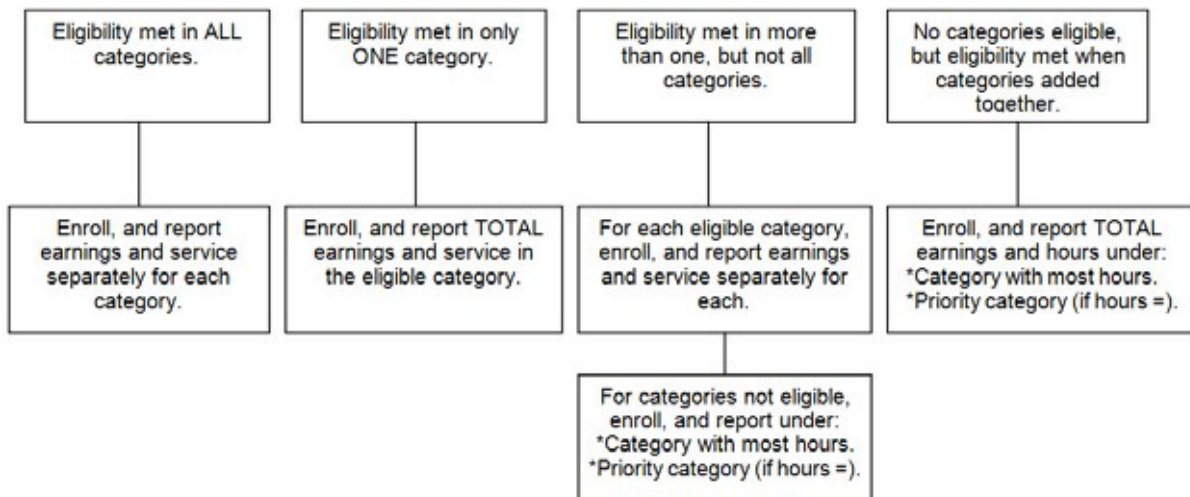 Eligibility met in ALL
categories.
Enroll, and report
earnings and service
separately for each
category.
Eligibility met in only
ONE category.
Enroll, and report TOTAL
earnings and service in
the eligible category.
Eligibility met in more
than one, but not all
categories.
For each eligible category,
enroll, and report earnings
and service separately for
each.
For categories not eligible,
enroll, and report under:
*Category with most hours.
*Priority category (if hours =).
No categories eligible,
but eligibility met when
categories added
together.
Enroll, and report TOTAL
earnings and hours under:
*Category with most hours.
*Priority category (if hours =).